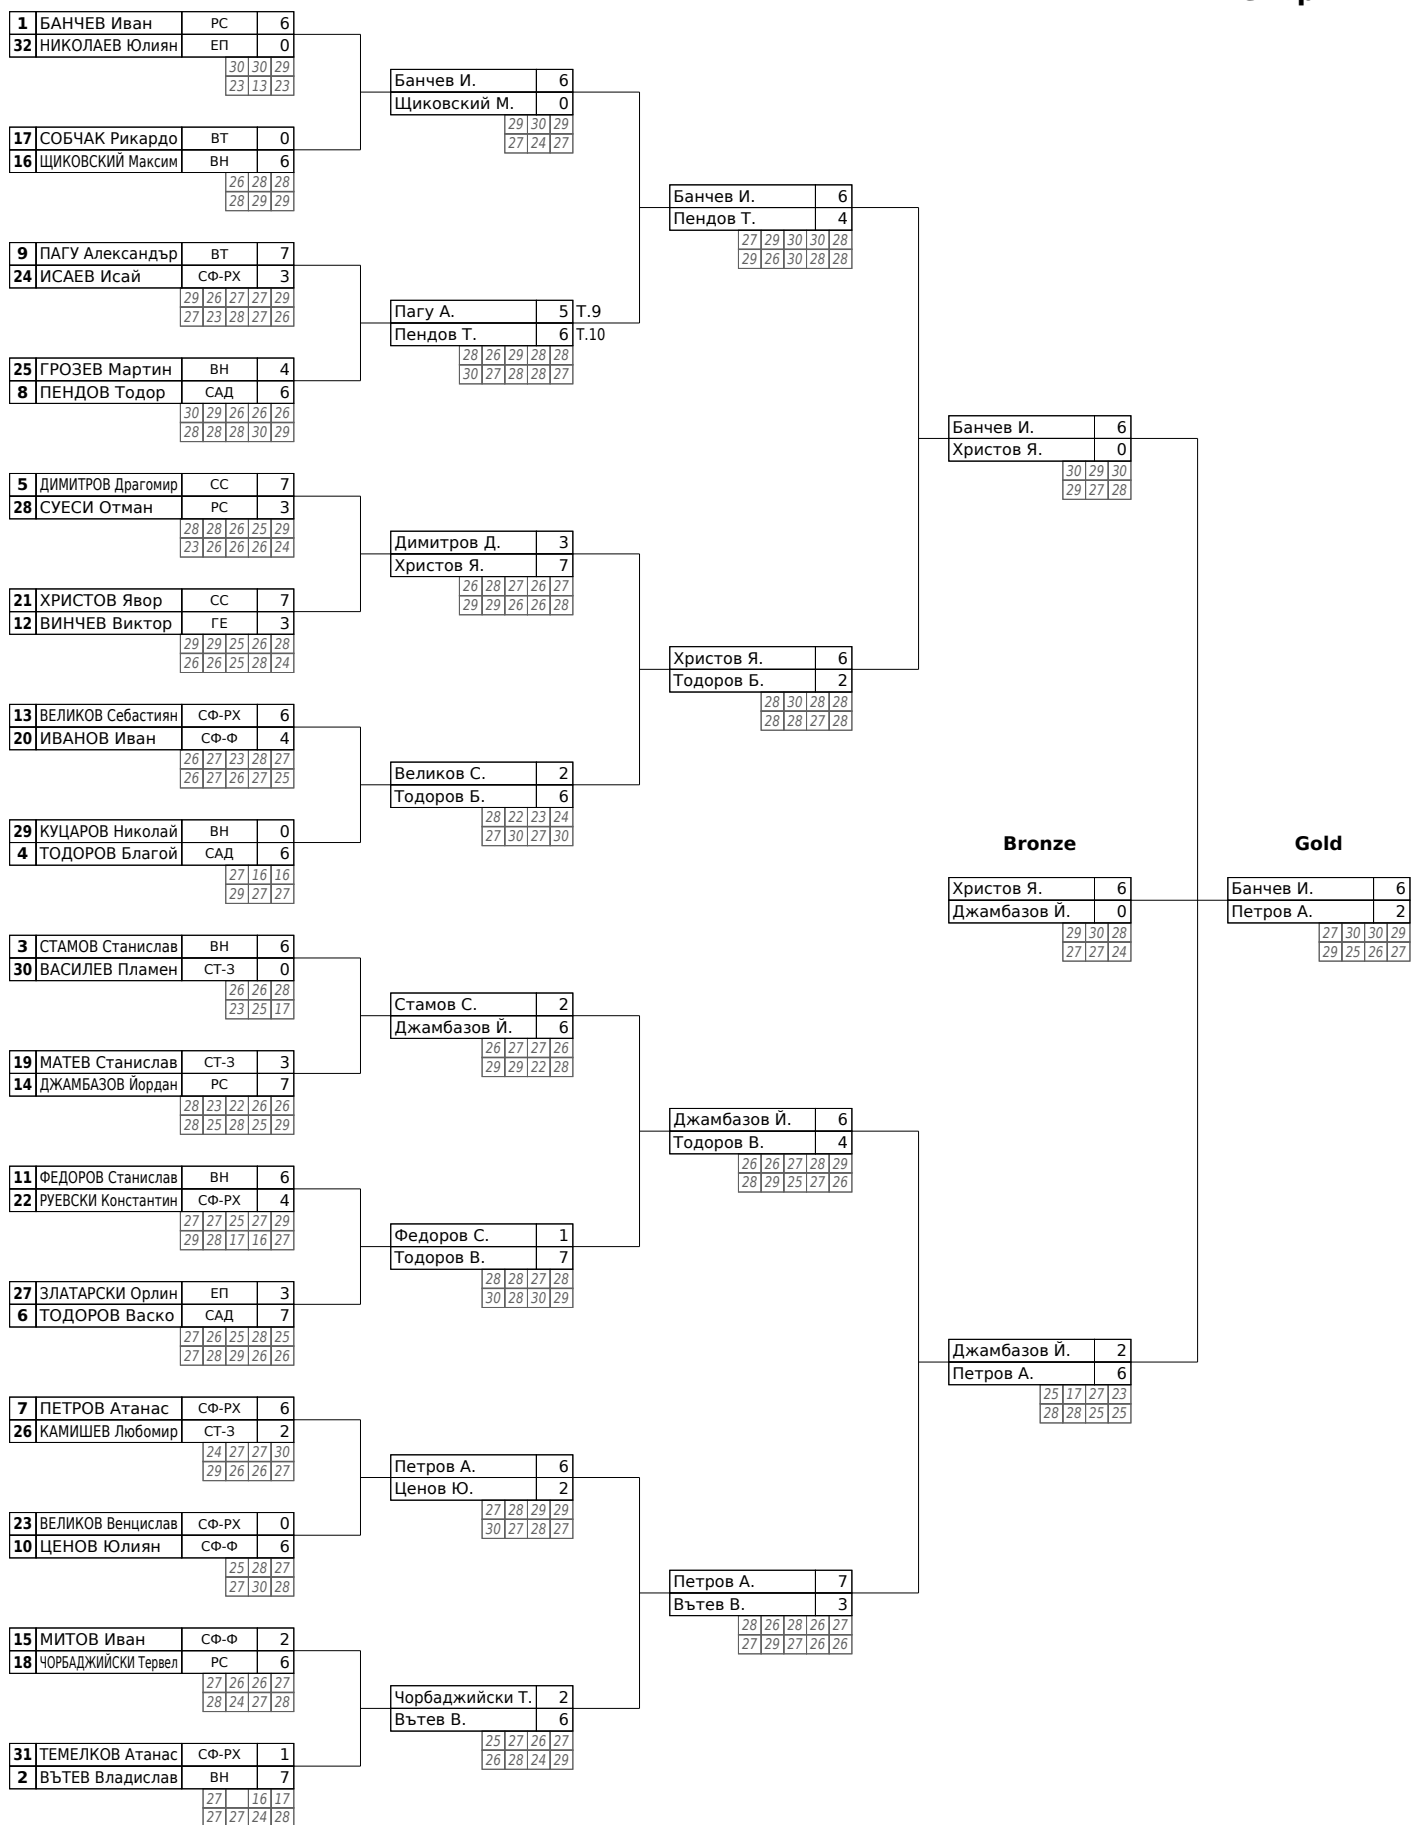 1 БАНЧЕВ Иван РС 6
32 НИКОЛАЕВ Юлиян ЕП 0
30 30 29
23 13 23
17 СОБЧАК Рикардо ВТ 0
16 ЩИКОВСКИЙ Максим ВН 6
26 28 28
28 29 29
9 ПАГУ Александър ВТ 7
24 ИСАЕВ Исай СФ-РХ 3
29 26 27 27 29
27 23 28 27 26
25 ГРОЗЕВ Мартин ВН 4
8 ПЕНДОВ Тодор САД 6
30 29 26 26 26
28 28 28 30 29
5 ДИМИТРОВ Драгомир СС 7
28 СУЕСИ Отман РС 3
28 28 26 25 29
23 26 26 26 24
21 ХРИСТОВ Явор СС 7
12 ВИНЧЕВ Виктор ГЕ 3
29 29 25 26 28
26 26 25 28 24
13 ВЕЛИКОВ Себастиян СФ-РХ 6
20 ИВАНОВ Иван СФ-Ф 4
26 27 23 28 27
26 27 26 27 25
29 КУЦАРОВ Николай ВН 0
4 ТОДОРОВ Благой САД 6
27 16 16
29 27 27
3 СТАМОВ Станислав ВН 6
30 ВАСИЛЕВ Пламен СТ-З 0
26 26 28
23 25 17
19 МАТЕВ Станислав СТ-З 3
14 ДЖАМБАЗОВ Йордан РС 7
28 23 22 26 26
28 25 28 25 29
11 ФЕДОРОВ Станислав ВН 6
22 РУЕВСКИ Константин СФ-РХ 4
27 27 25 27 29
29 28 17 16 27
27 ЗЛАТАРСКИ Орлин ЕП 3
6 ТОДОРОВ Васко САД 7
27 26 25 28 25
27 28 29 26 26
7 ПЕТРОВ Атанас СФ-РХ 6
26 КАМИШЕВ Любомир СТ-З 2
24 27 27 30
29 26 26 27
23 ВЕЛИКОВ Венцислав СФ-РХ 0
10 ЦЕНОВ Юлиян СФ-Ф 6
25 28 27
27 30 28
15 МИТОВ Иван СФ-Ф 2
18 ЧОРБАДЖИЙСКИ Тервел РС 6
27 26 26 27
28 24 27 28
31 ТЕМЕЛКОВ Атанас СФ-РХ 1
2 ВЪТЕВ Владислав ВН 7
27 16 17
27 27 24 28
Банчев И. 6
Щиковский М. 0
29 30 29
27 24 27
Пагу А. 5 Т.9
Пендов Т. 6 Т.10
28 26 29 28 28
30 27 28 28 27
Димитров Д. 3
Христов Я. 7
26 28 27 26 27
29 29 26 26 28
Великов С. 2
Тодоров Б. 6
28 22 23 24
27 30 27 30
Стамов С. 2
Джамбазов Й. 6
26 27 27 26
29 29 22 28
Федоров С. 1
Тодоров В. 7
28 28 27 28
30 28 30 29
Петров А. 6
Ценов Ю. 2
27 28 29 29
30 27 28 27
Чорбаджийски Т. 2
Вътев В. 6
25 27 26 27
26 28 24 29
Банчев И. 6
Пендов Т. 4
27 29 30 30 28
29 26 30 28 28
Христов Я. 6
Тодоров Б. 2
28 30 28 28
28 28 27 28
Джамбазов Й. 6
Тодоров В. 4
26 26 27 28 29
28 29 25 27 26
Петров А. 7
Вътев В. 3
28 26 28 26 27
27 29 27 26 26
Банчев И. 6
Христов Я. 0
30 29 30
29 27 28
Джамбазов Й. 2
Петров А. 6
25 17 27 23
28 28 25 25
Bronze
Христов Я. 6
Джамбазов Й. 0
29 30 28
27 27 24
Gold
Банчев И. 6
Петров А. 2
27 30 30 29
29 25 26 27